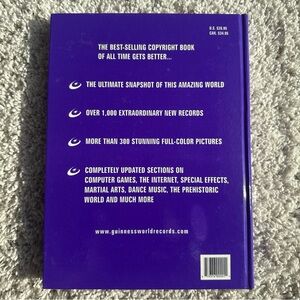 U.S. $26.95
CAN. $34.95
THE BEST-SELLING COPYRIGHT BOOK
OF ALL TIME GETS BETTER...
THE ULTIMATE SNAPSHOT OF THIS AMAZING WORLD
OVER 1,000 EXTRAORDINARY NEW RECORDS
MORE THAN 300 STUNNING FULL-COLOR PICTURES
COMPLETELY UPDATED SECTIONS ON
COMPUTER GAMES, THE INTERNET, SPECIAL EFFECTS,
MARTIAL ARTS, DANCE MUSIC, THE PREHISTORIC
WORLD AND MUCH MORE
www.guinnessworldrecords.com